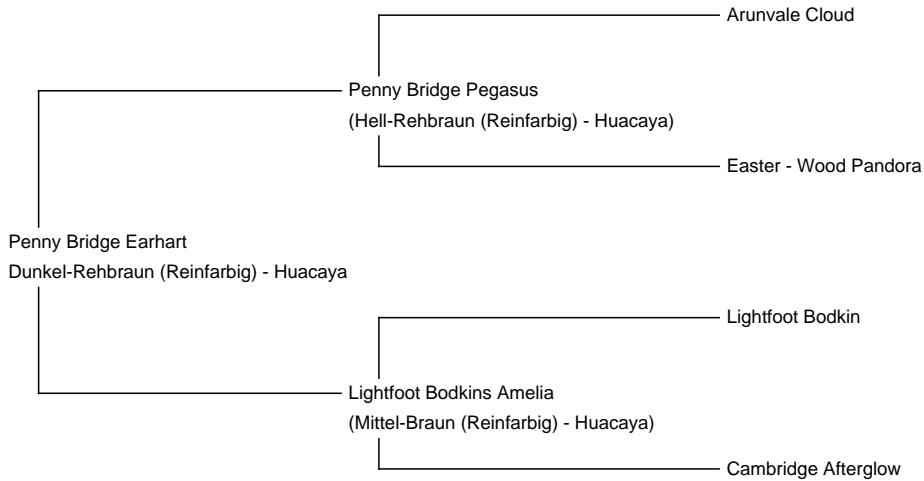 Arunvale Cloud
Penny Bridge Pegasus
(Hell-Rehbraun (Reinfarbig) - Huacaya)
Easter - Wood Pandora
Penny Bridge Earhart
Dunkel-Rehbraun (Reinfarbig) - Huacaya
Lightfoot Bodkin
Lightfoot Bodkins Amelia
(Mittel-Braun (Reinfarbig) - Huacaya)
Cambridge Afterglow